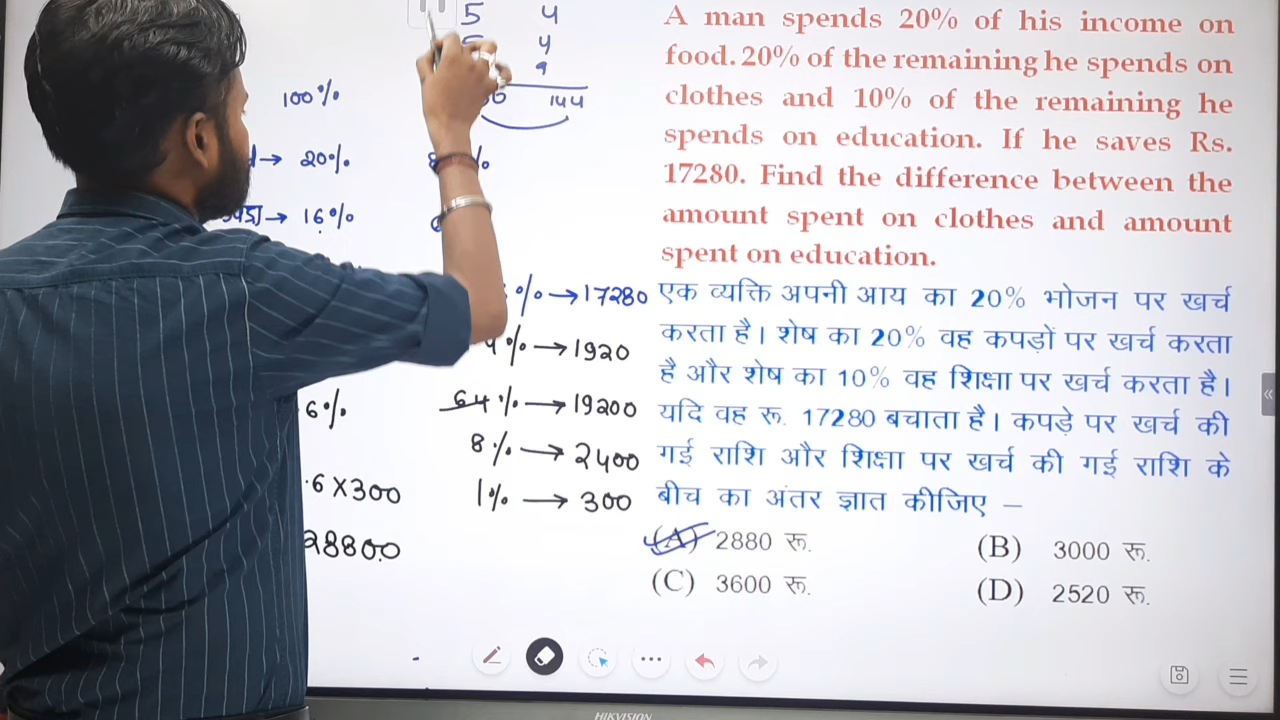 5 4
4
9
144
100%
→ 20%
%
→ 16%
% → 17280
4% → 1920
64% → 19200
6%
8% → 2400
.6 × 300
1% → 300
28800
A man spends 20% of his income on
food. 20% of the remaining he spends on
clothes and 10% of the remaining he
spends on education. If he saves Rs.
17280. Find the difference between the
amount spent on clothes and amount
spent on education.
एक व्यक्ति अपनी आय का 20% भोजन पर खर्च
करता है। शेष का 20% वह कपड़ों पर खर्च करता
है और शेष का 10% वह शिक्षा पर खर्च करता है।
यदि वह रू. 17280 बचाता है। कपड़े पर खर्च की
गई राशि और शिक्षा पर खर्च की गई राशि के
बीच का अंतर ज्ञात कीजिए –
(A) 2880 रू. (B) 3000 रू.
(C) 3600 रू. (D) 2520 रू.
HIKVISION